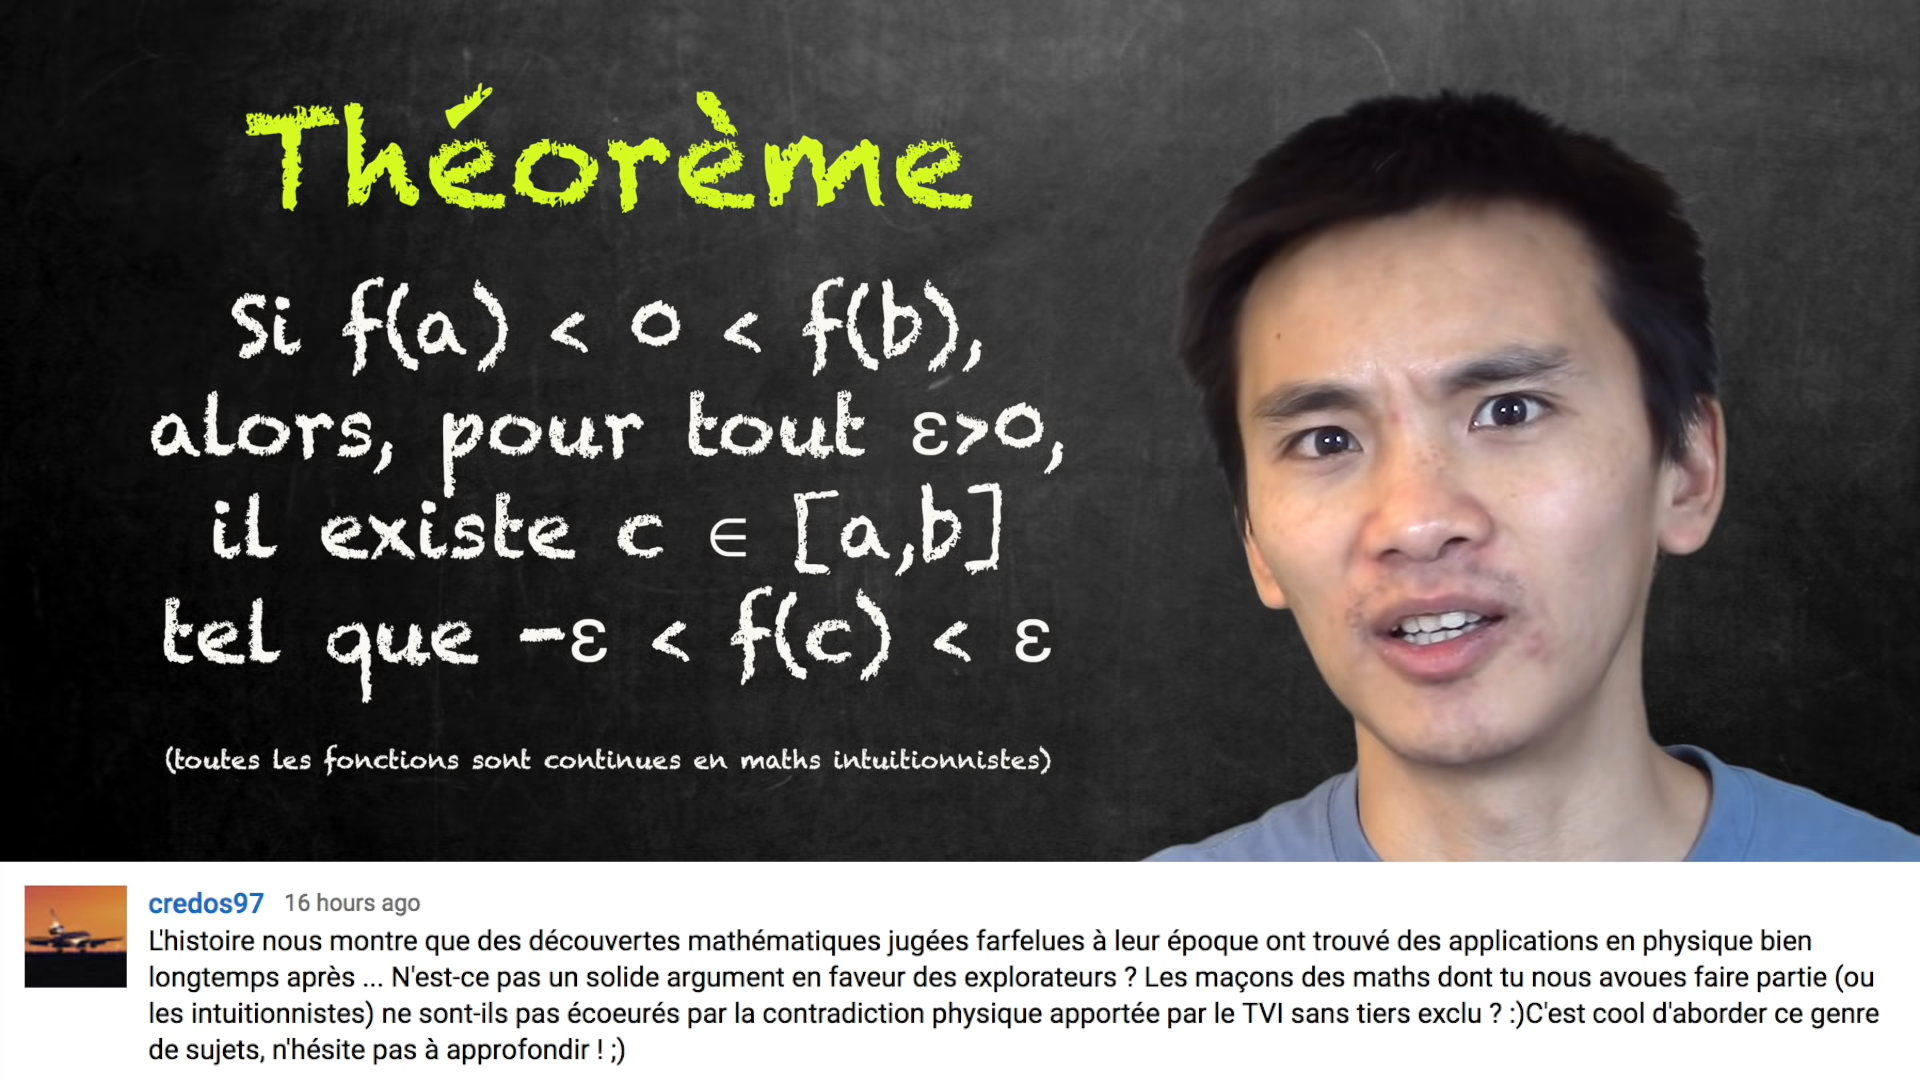 Théorème
Si f(a) < 0 < f(b),
alors, pour tout ε>0,
il existe c ∈ [a,b]
tel que -ε < f(c) < ε
(toutes les fonctions sont continues en maths intuitionnistes)
credos97 16 hours ago
L'histoire nous montre que des découvertes mathématiques jugées farfelues à leur époque ont trouvé des applications en physique bien
longtemps après ... N'est-ce pas un solide argument en faveur des explorateurs ? Les maçons des maths dont tu nous avoues faire partie (ou
les intuitionnistes) ne sont-ils pas écoeurés par la contradiction physique apportée par le TVI sans tiers exclu ? :)C'est cool d'aborder ce genre
de sujets, n'hésite pas à approfondir ! ;)